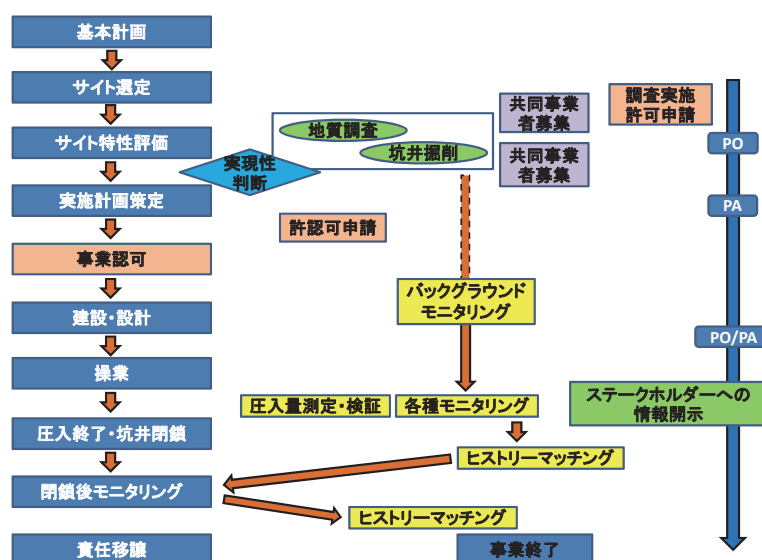 基本計画
サイト選定
サイト特性評価
実現性
判断
実施計画策定
事業認可
建設・設計
操業
圧入終了・坑井閉鎖
閉鎖後モニタリング
責任移譲
地質調査
坑井掘削
共同事業
者募集
共同事業
者募集
調査実施
許可申請
許認可申請
バックグラウンド
モニタリング
圧入量測定・検証
各種モニタリング
ヒストリーマッチング
ヒストリーマッチング
事業終了
PO
PA
PO/PA
ステークホルダーへの
情報開示